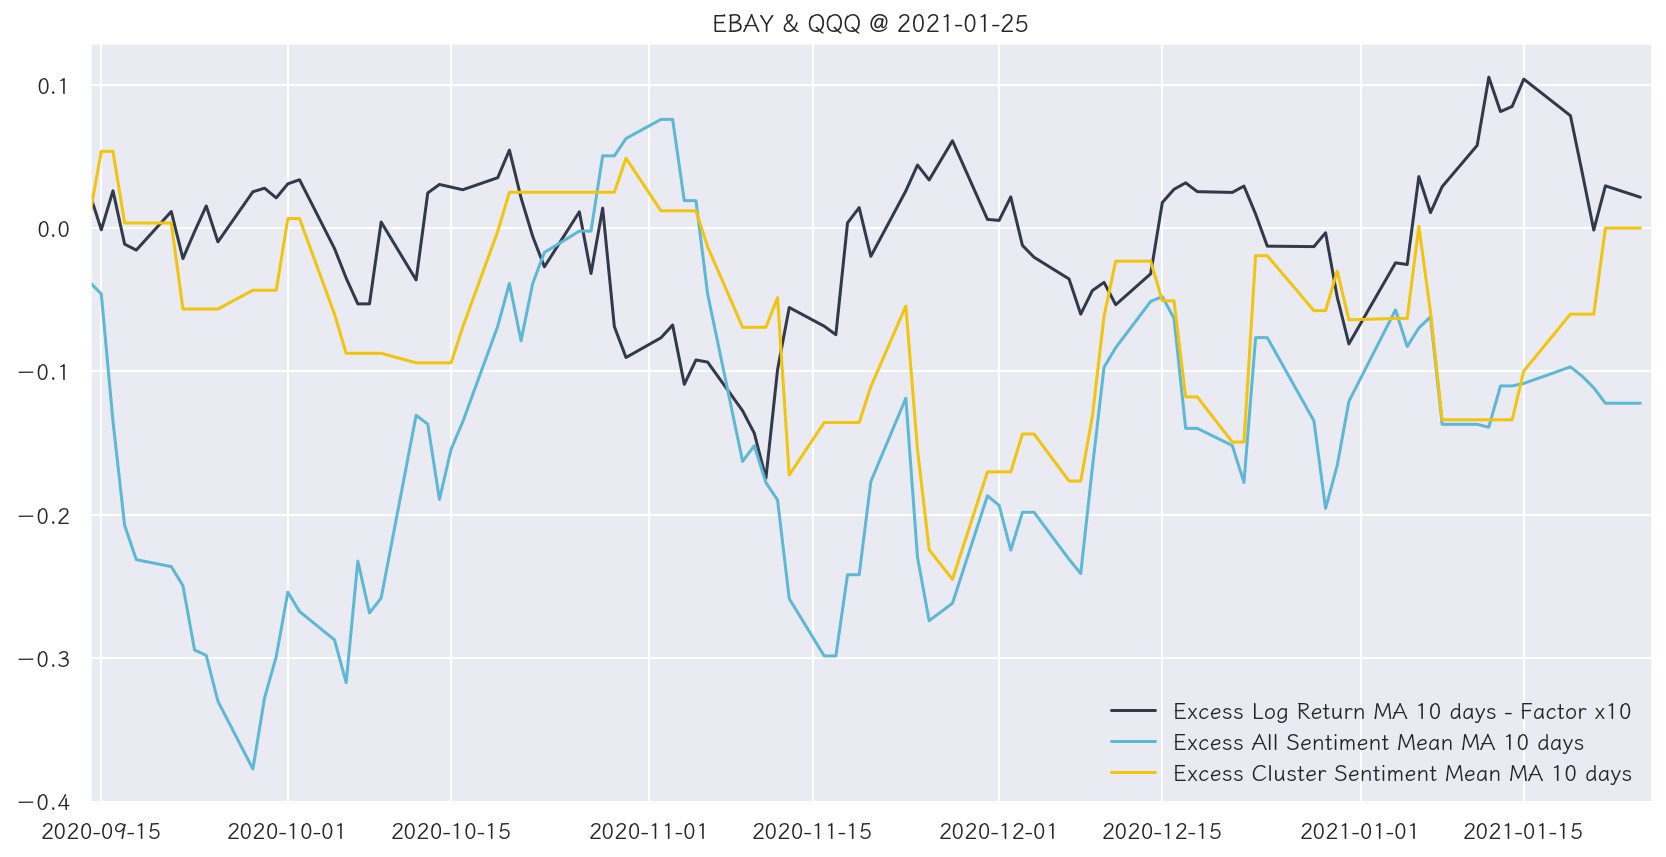 EBAY & QQQ @ 2021-01-25
0.1
0.0
−0.1
−0.2
−0.3
−0.4
Excess Log Return MA 10 days - Factor x10
Excess All Sentiment Mean MA 10 days
Excess Cluster Sentiment Mean MA 10 days
2020-09-15 2020-10-01 2020-10-15 2020-11-01 2020-11-15 2020-12-01 2020-12-15 2021-01-01 2021-01-15